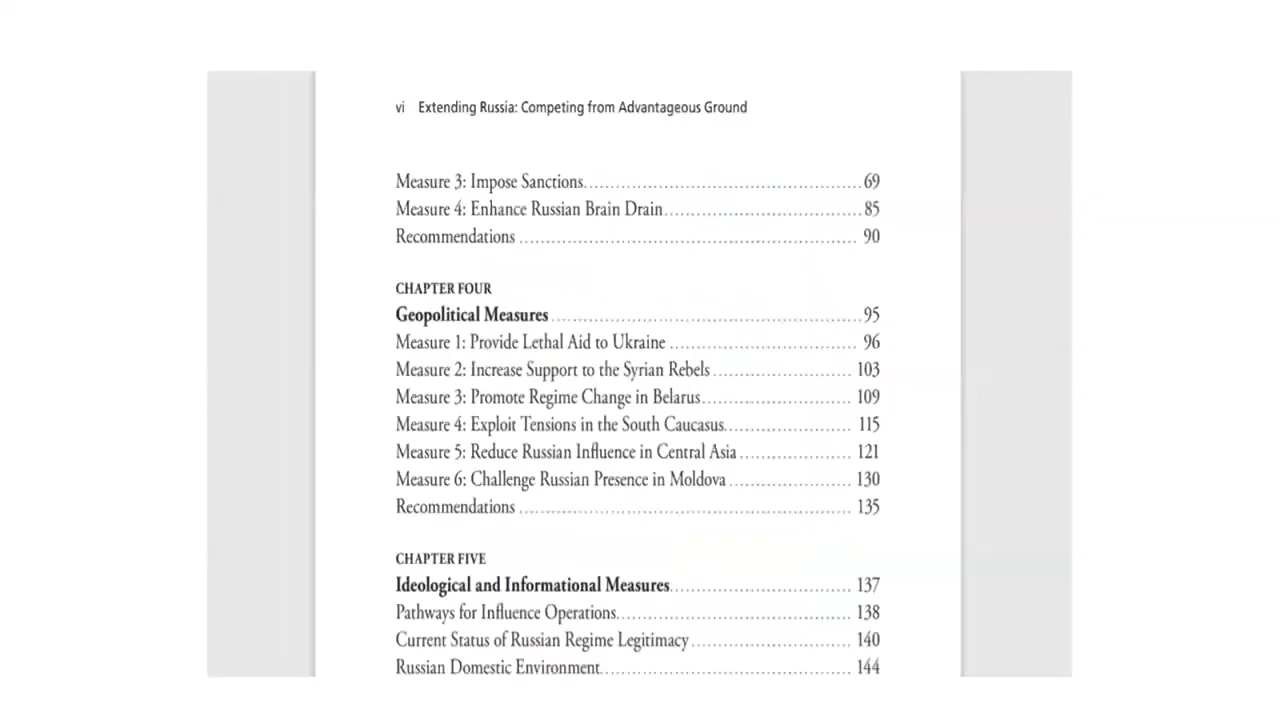 vi Extending Russia: Competing from Advantageous Ground
Measure 3: Impose Sanctions 69
Measure 4: Enhance Russian Brain Drain 85
Recommendations 90
CHAPTER FOUR
Geopolitical Measures 95
Measure 1: Provide Lethal Aid to Ukraine 96
Measure 2: Increase Support to the Syrian Rebels 103
Measure 3: Promote Regime Change in Belarus 109
Measure 4: Exploit Tensions in the South Caucasus 115
Measure 5: Reduce Russian Influence in Central Asia 121
Measure 6: Challenge Russian Presence in Moldova 130
Recommendations 135
CHAPTER FIVE
Ideological and Informational Measures 137
Pathways for Influence Operations 138
Current Status of Russian Regime Legitimacy 140
Russian Domestic Environment 144